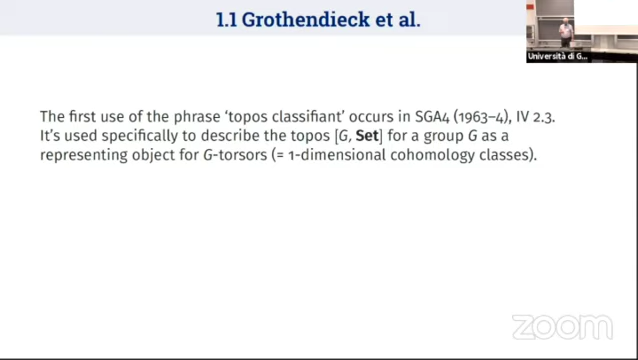 1.1 Grothendieck et al.
Università di G...
The first use of the phrase ‘topos classifiant’ occurs in SGA4 (1963–4), IV 2.3.
It’s used specifically to describe the topos [G, Set] for a group G as a
representing object for G-torsors (= 1-dimensional cohomology classes).
zoom